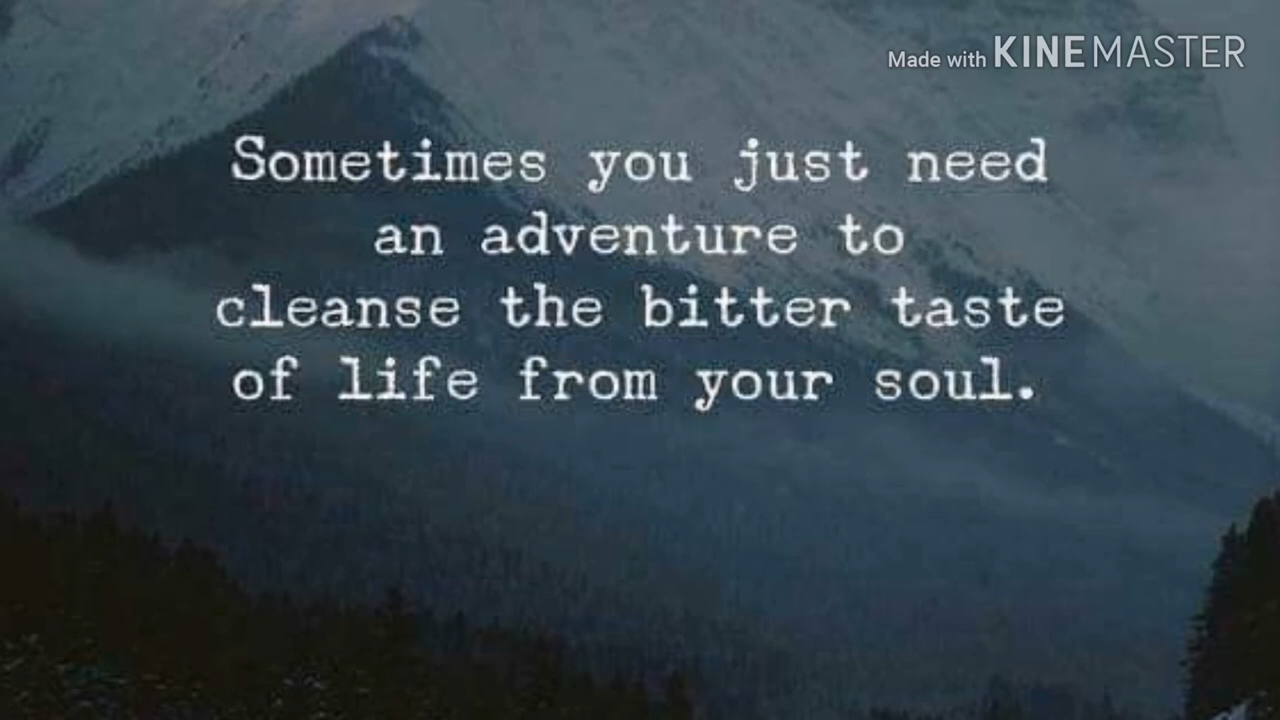 Made with KINEMASTER
Sometimes you just need
an adventure to
cleanse the bitter taste
of life from your soul.